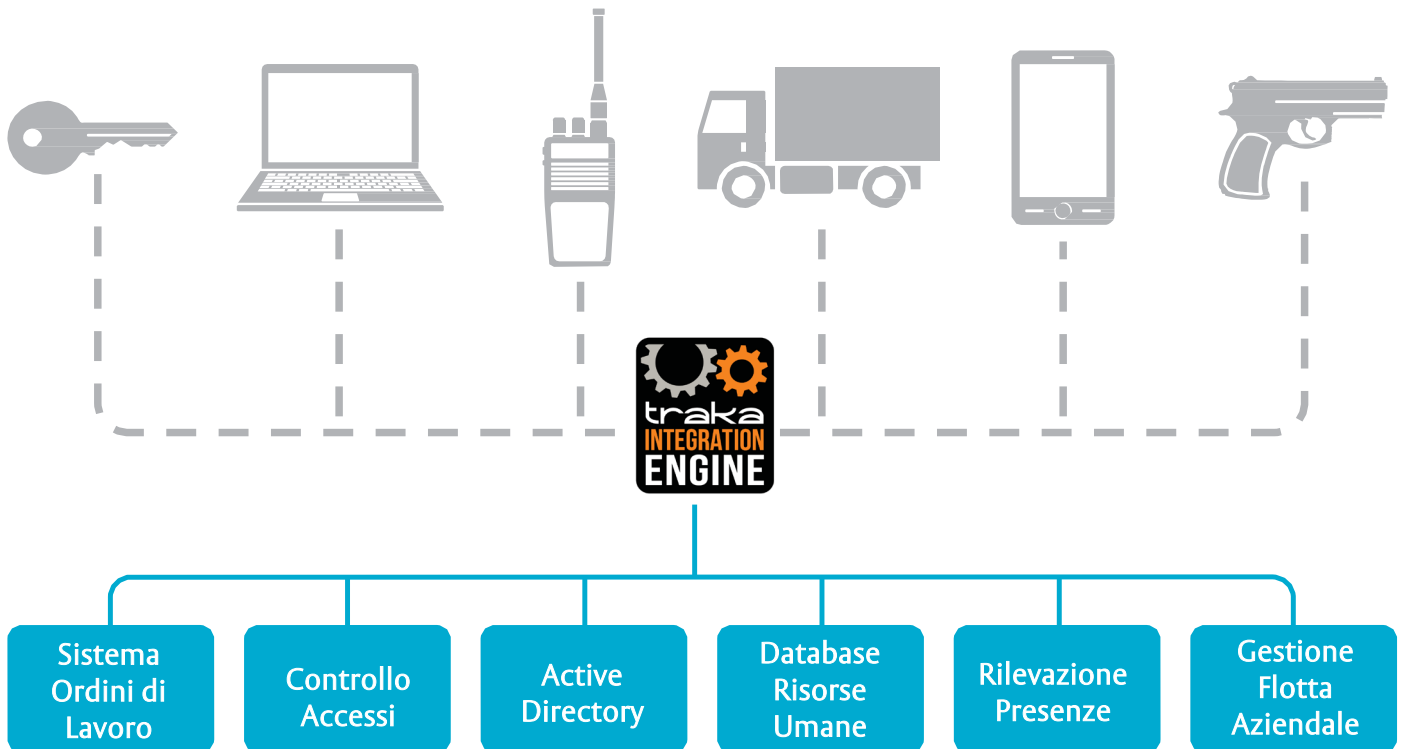 traka
INTEGRATION
ENGINE
Sistema
Ordini di
Lavoro
Controllo
Accessi
Active
Directory
Database
Risorse
Umane
Rilevazione
Presenze
Gestione
Flotta
Aziendale